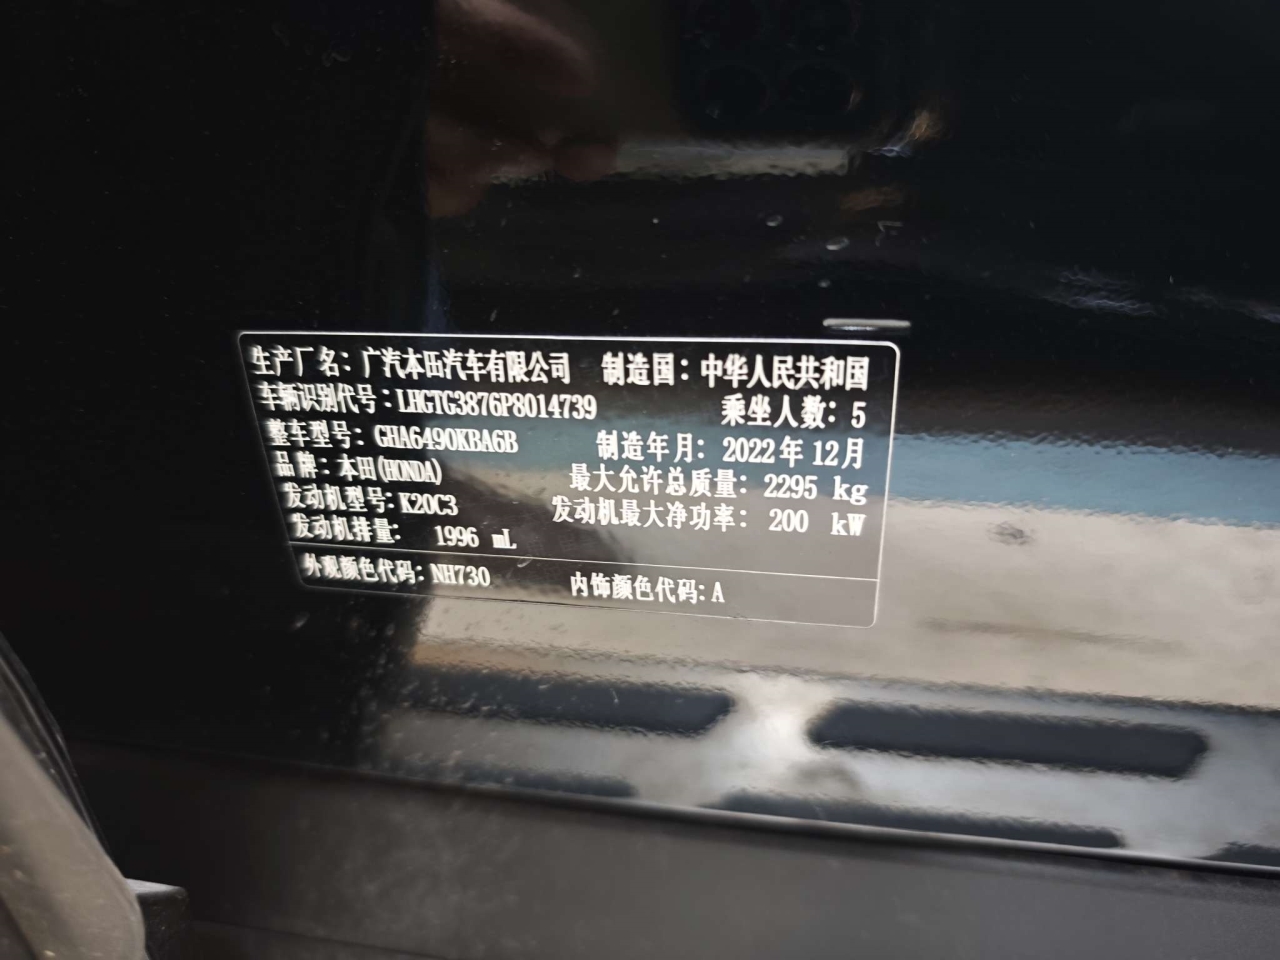 生产厂名：广汽本田汽车有限公司 制造国：中华人民共和国
车辆识别代号：LHGTG3876P8014739 乘坐人数：5
整车型号：GHA6490KBA6B 制造年月：2022年12月
品牌：本田(HONDA) 最大允许总质量：2295 kg
发动机型号：K20C3 发动机最大净功率：200 kW
发动机排量： 1996 mL
外观颜色代码：NH730 内饰颜色代码：A